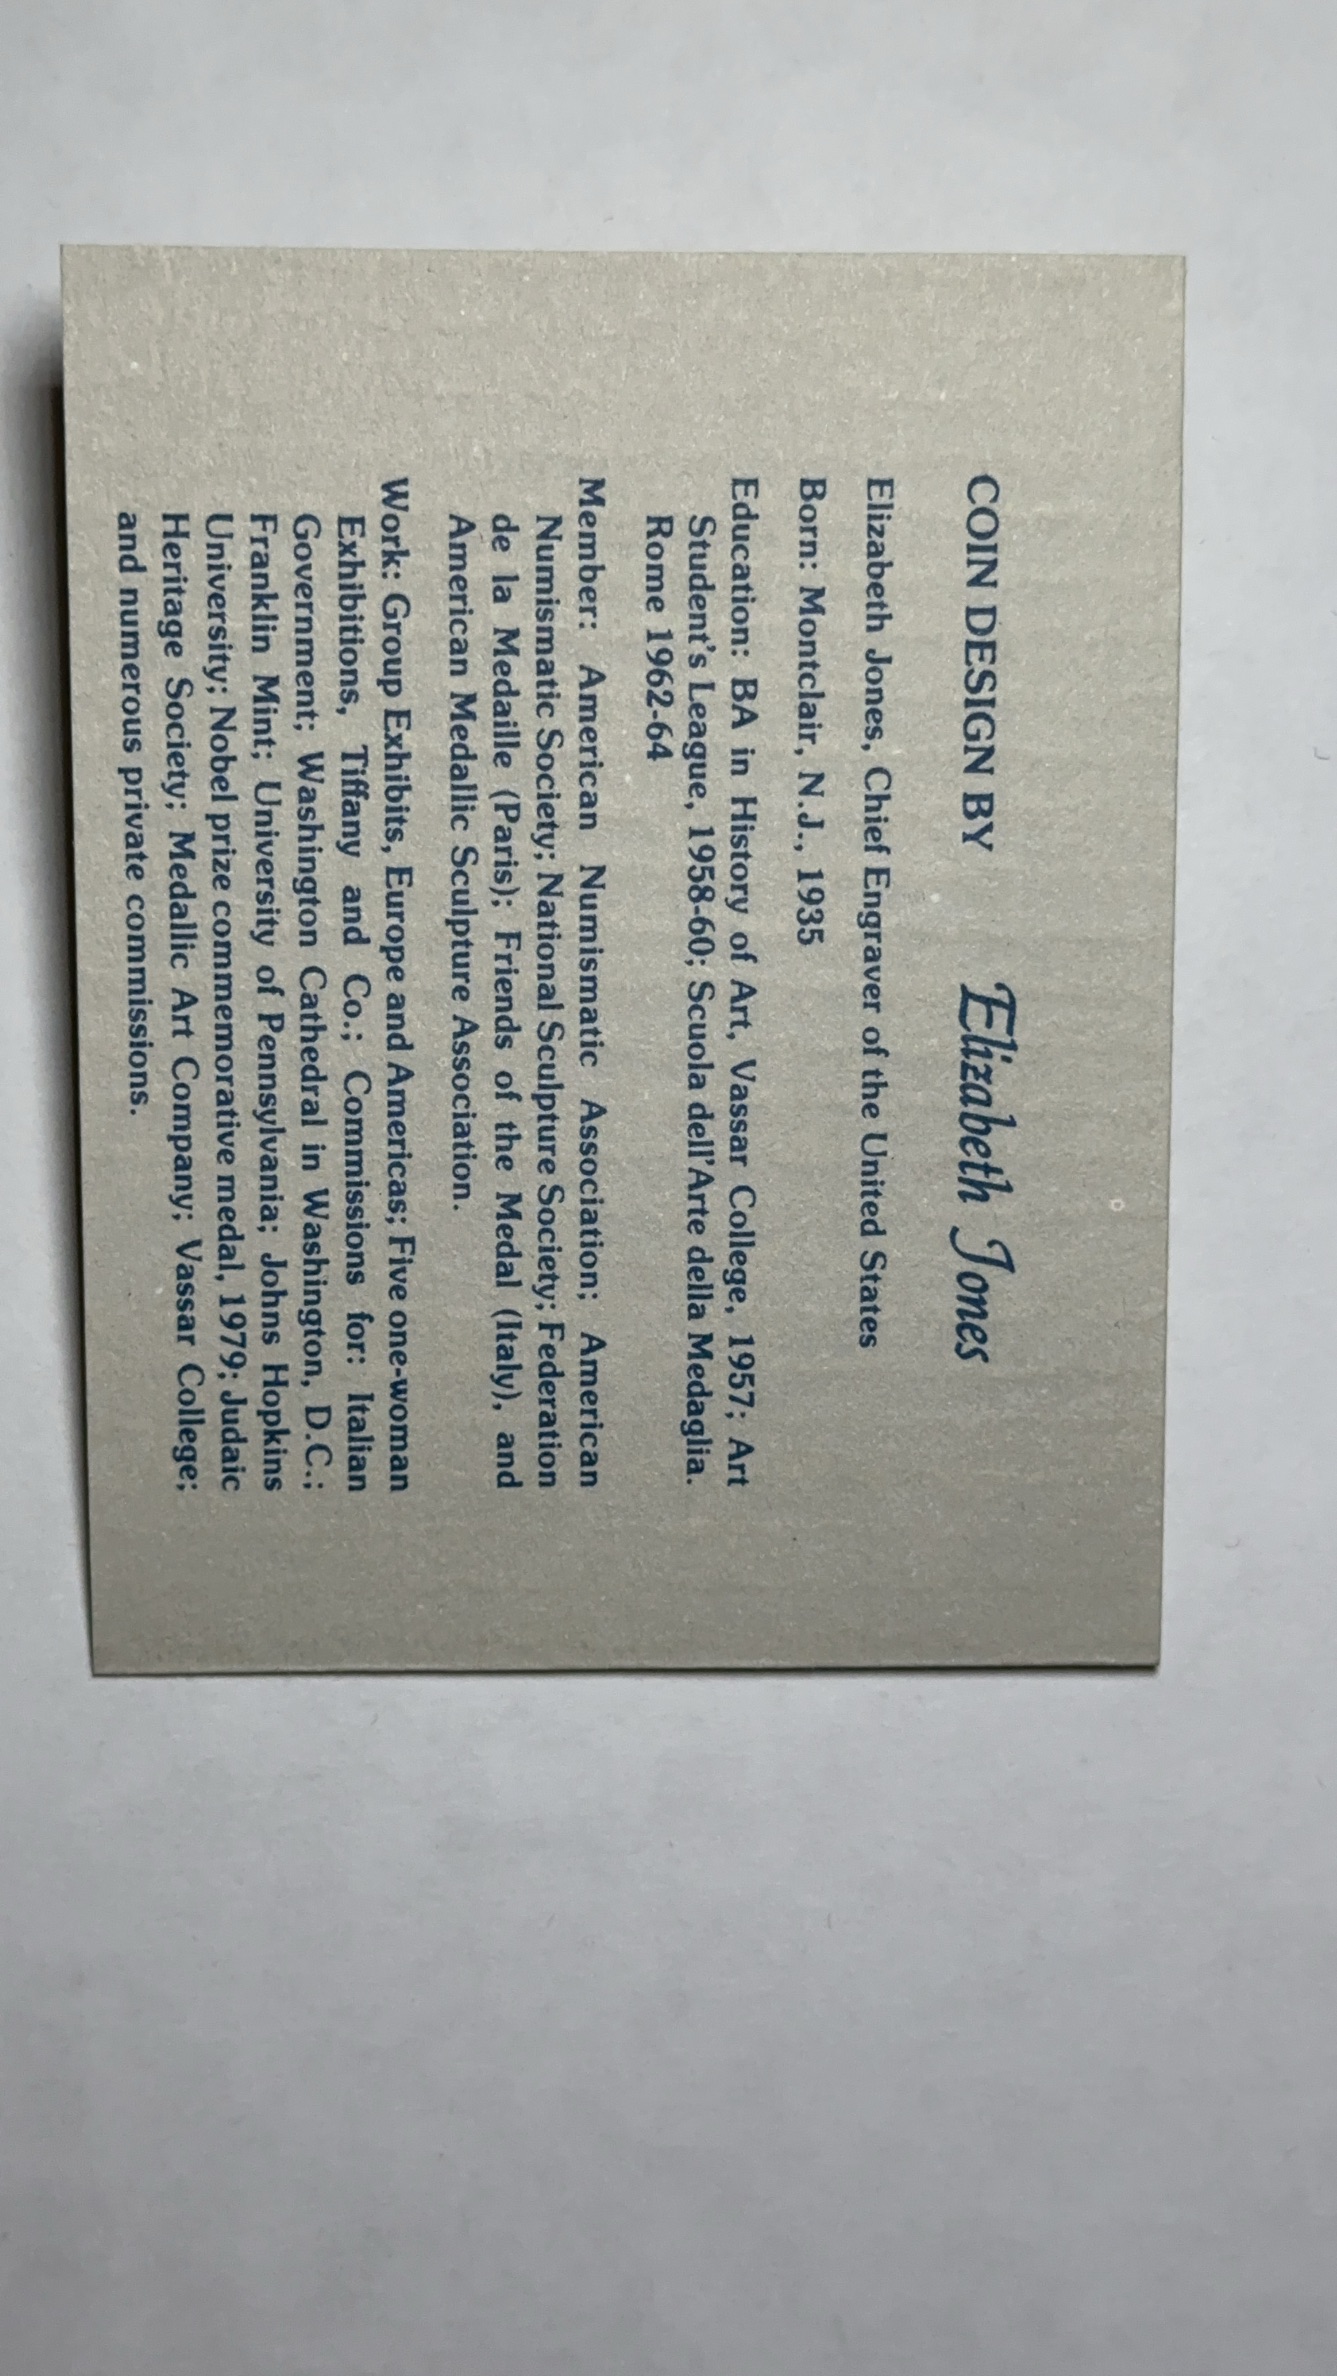 COIN DESIGN BY Elizabeth Jones
Elizabeth Jones, Chief Engraver of the United States
Born: Montclair, N.J., 1935
Education: BA in History of Art, Vassar College, 1957; Art
Student's League, 1958-60; Scuola dell'Arte della Medaglia.
Rome 1962-64
Member: American Numismatic Association; American
Numismatic Society; National Sculpture Society; Federation
de la Medaille (Paris); Friends of the Medal (Italy), and
American Medallic Sculpture Association.
Work: Group Exhibits, Europe and Americas; Five one-woman
Exhibitions, Tiffany and Co.; Commissions for: Italian
Government; Washington Cathedral in Washington, D.C.;
Franklin Mint; University of Pennsylvania; Johns Hopkins
University; Nobel prize commemorative medal, 1979; Judaic
Heritage Society; Medallic Art Company; Vassar College;
and numerous private commissions.